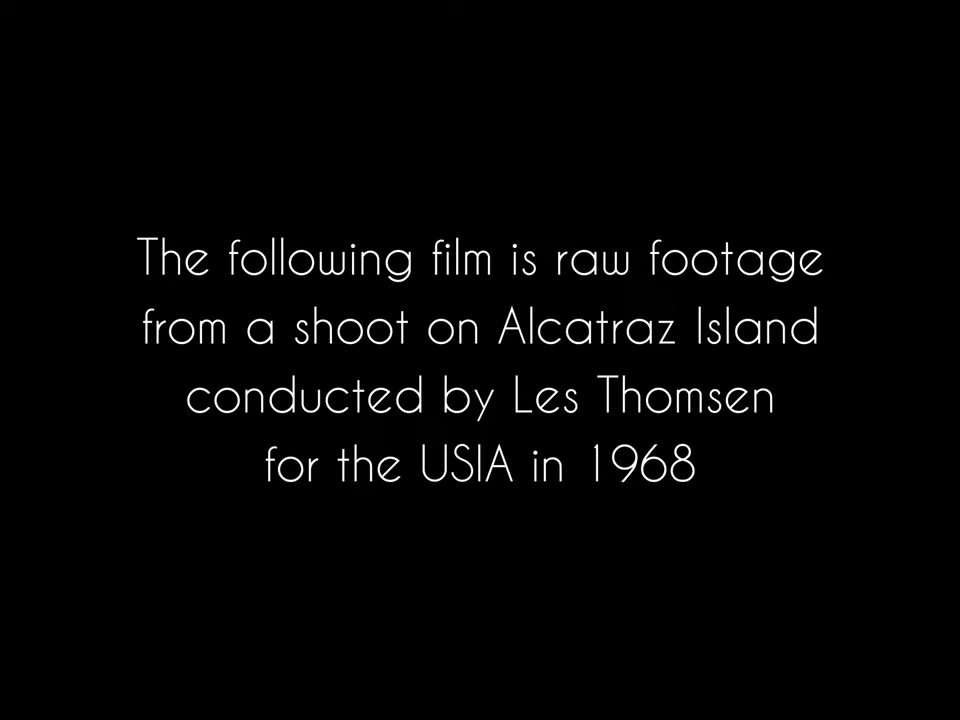 The following film is raw footage
from a shoot on Alcatraz Island
conducted by Les Thomsen
for the USIA in 1968